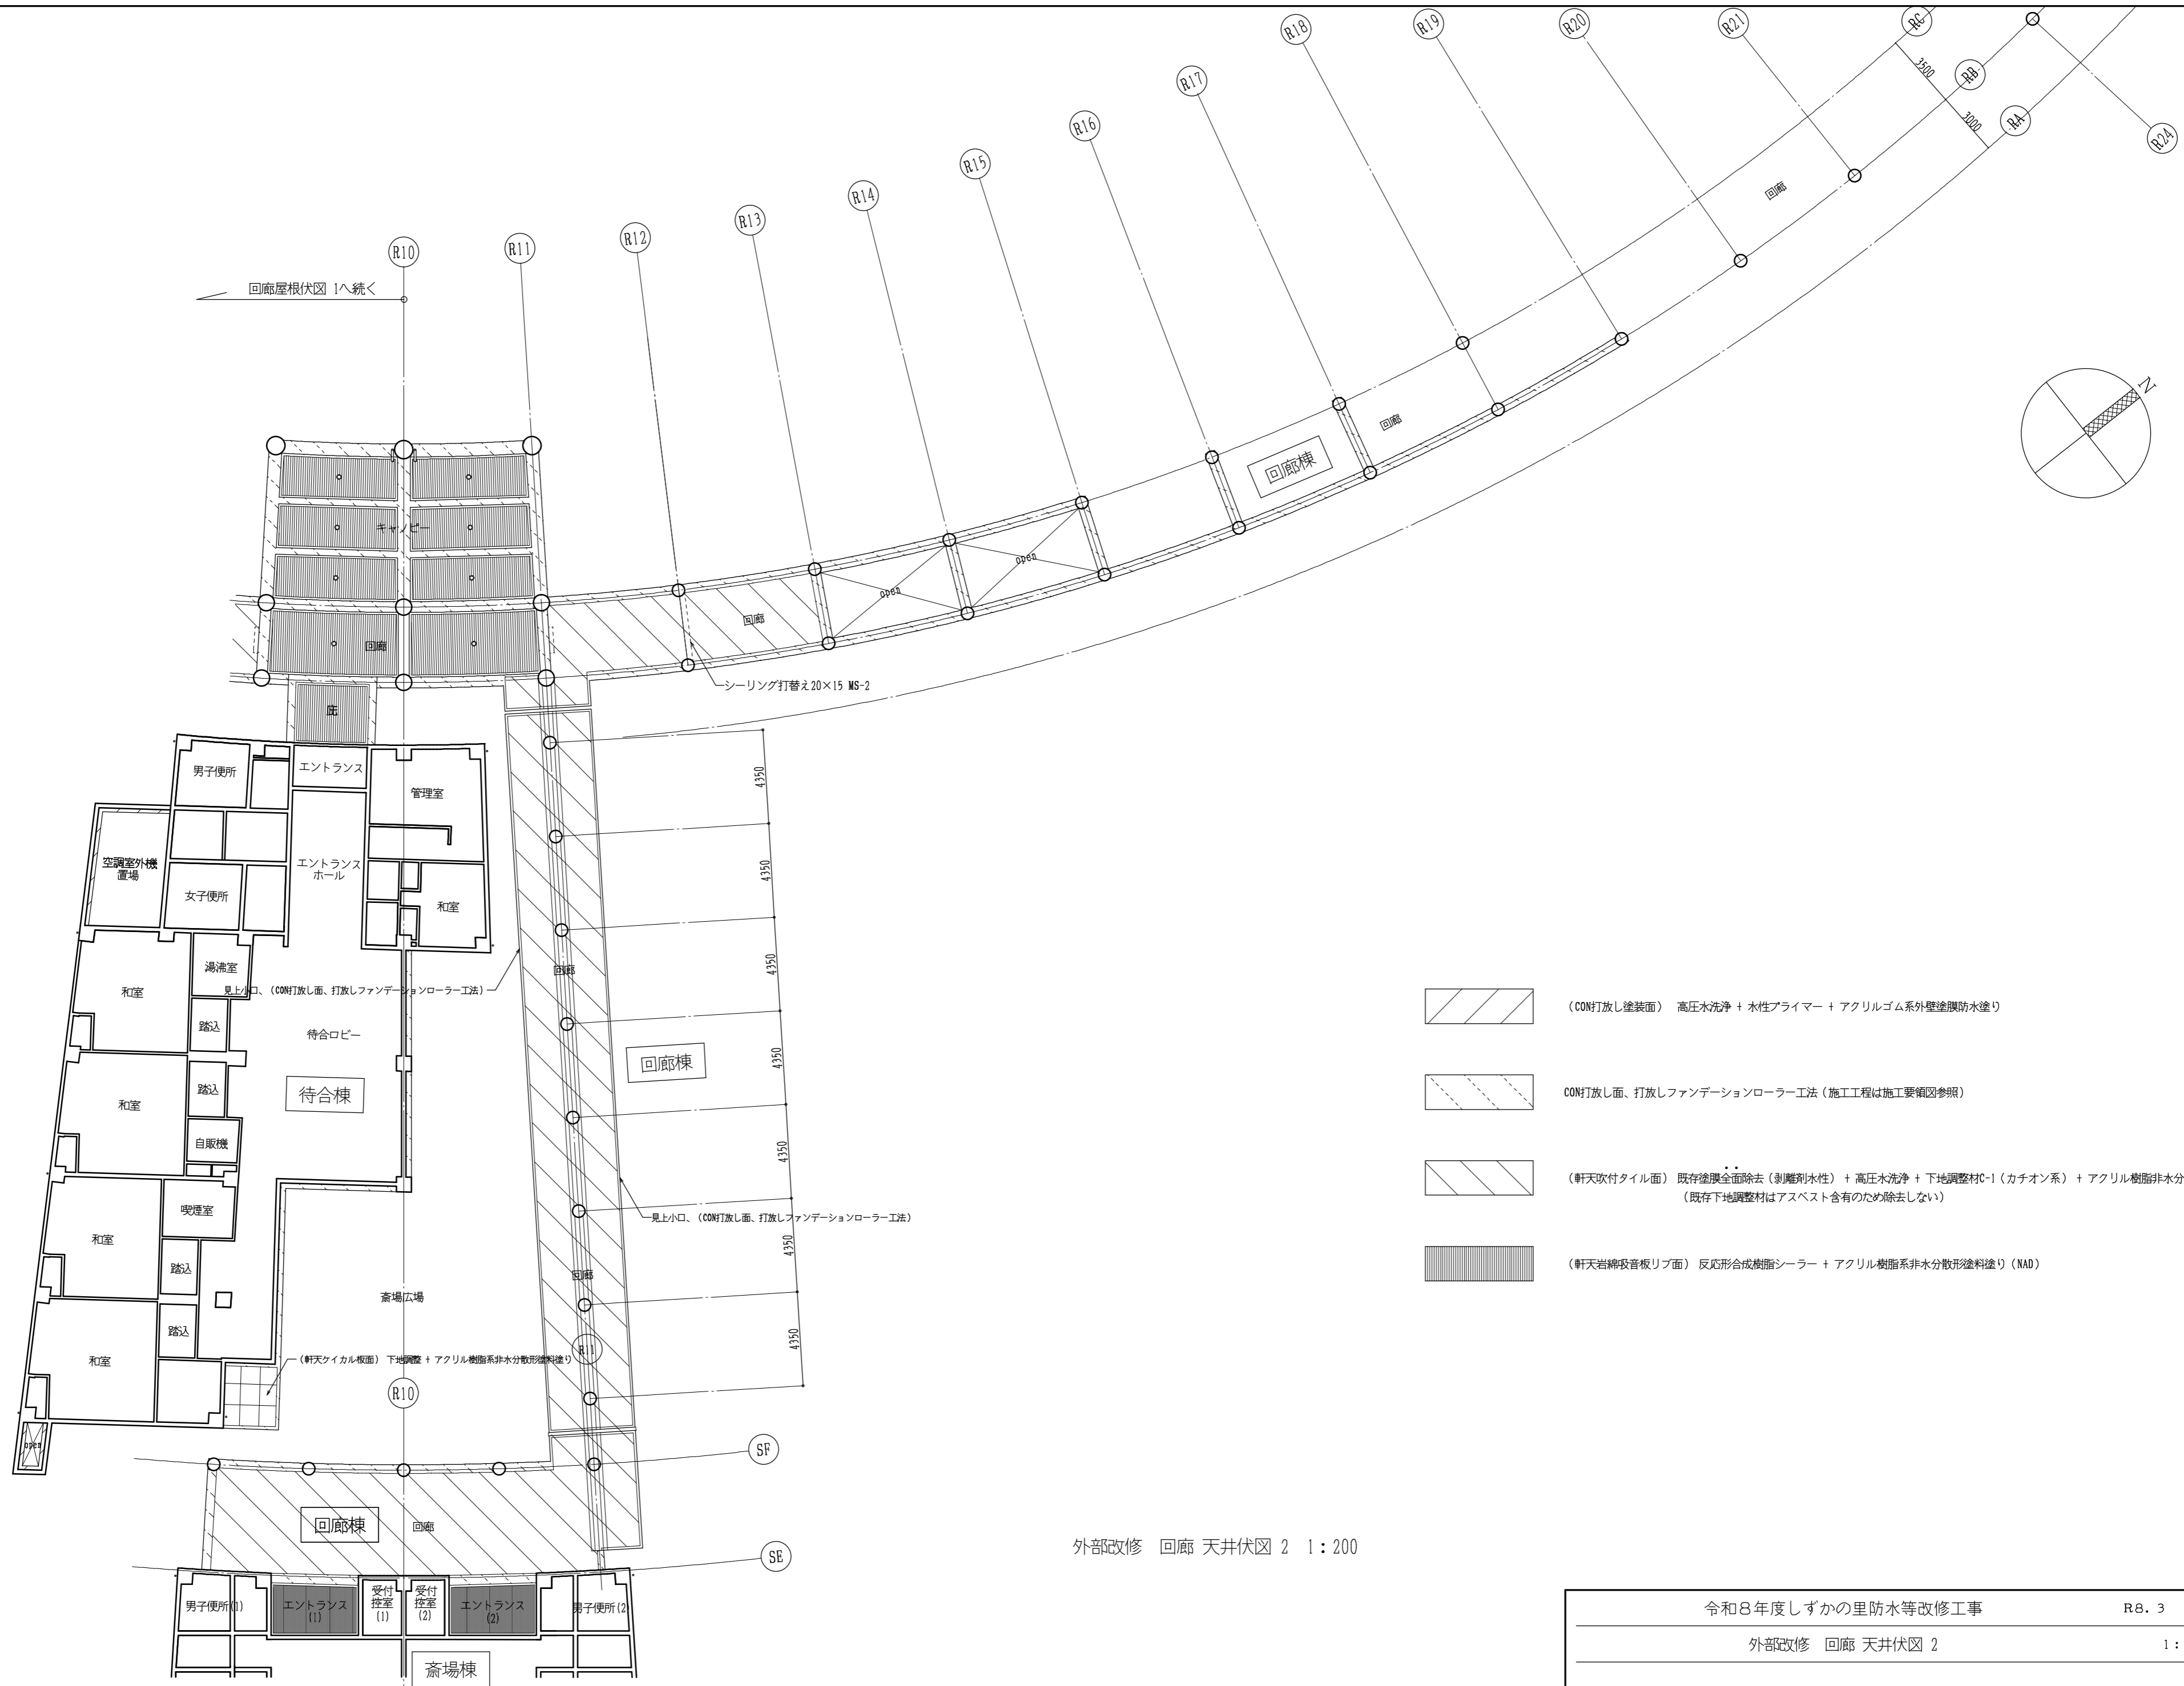 R18
R19
R20
R21
RC
3500
RB
3000
RA
R24
R17
R16
R15
R14
R13
R12
R11
R10
回廊
回廊屋根伏図 1へ続く
N
回廊
回廊棟
キャノピー
open
open
回廊
回廊
シーリング打替え20×15 MS-2
庇
男子便所
エントランス
管理室
4350
空調室外機
置場
エントランス
ホール
女子便所
和室
4350
湯沸室
和室
回廊
4350
見上小口、（CON打放し面、打放しファンデーションローラー工法）
踏込
待合ロビー
回廊棟
4350
待合棟
踏込
和室
自販機
4350
喫煙室
見上小口、（CON打放し面、打放しファンデーションローラー工法）
和室
4350
踏込
回廊
斎場広場
踏込
4350
R11
和室
（軒天ケイカル板面） 下地調整 + アクリル樹脂系非水分散形塗料塗り
R10
open
SF
回廊棟
回廊
SE
男子便所(1)
エントランス
(1)
受付
控室
(1)
受付
控室
(2)
エントランス
(2)
男子便所(2)
斎場棟
（CON打放し塗装面） 高圧水洗浄 + 水性プライマー + アクリルゴム系外壁塗膜防水塗り
CON打放し面、打放しファンデーションローラー工法（施工工程は施工要領図参照）
（軒天吹付タイル面） 既存塗膜全面除去（剥離剤水性） + 高圧水洗浄 + 下地調整材C-1（カチオン系） + アクリル樹脂非水分
（既存下地調整材はアスベスト含有のため除去しない）
（軒天岩綿吸音板リブ面） 反応形合成樹脂シーラー + アクリル樹脂系非水分散形塗料塗り（NAD）
外部改修 回廊 天井伏図 2 1：200
令和８年度しずかの里防水等改修工事 R8.3
外部改修 回廊 天井伏図 2 1：